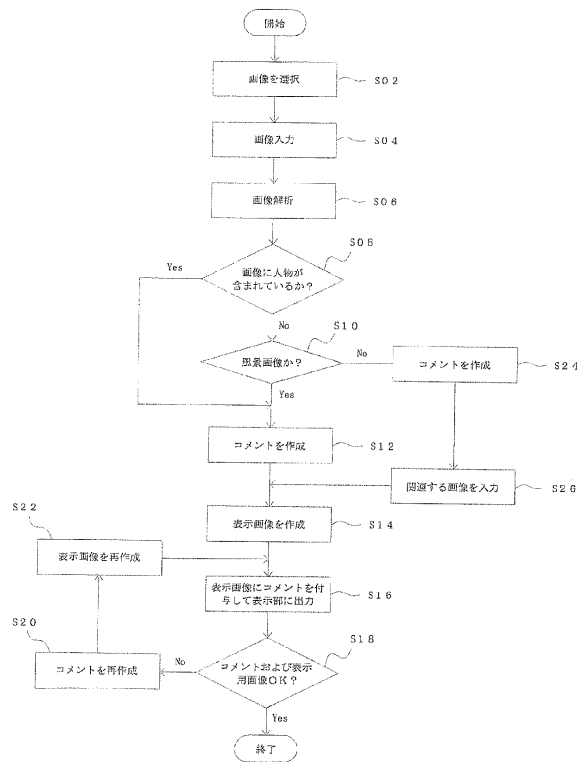 開始
画像を選択
S02
画像入力
S04
画像解析
S06
S08
Yes
画像に人物が
含まれているか？
No
S10
風景画像か？
No
コメントを作成
S24
Yes
コメントを作成
S12
関連する画像を入力
S26
S22
表示画像を作成
S14
表示画像を再作成
表示画像にコメントを付
与して表示部に出力
S16
S20
S18
コメントを再作成
No
コメントおよび表示
用画像OK？
Yes
終了